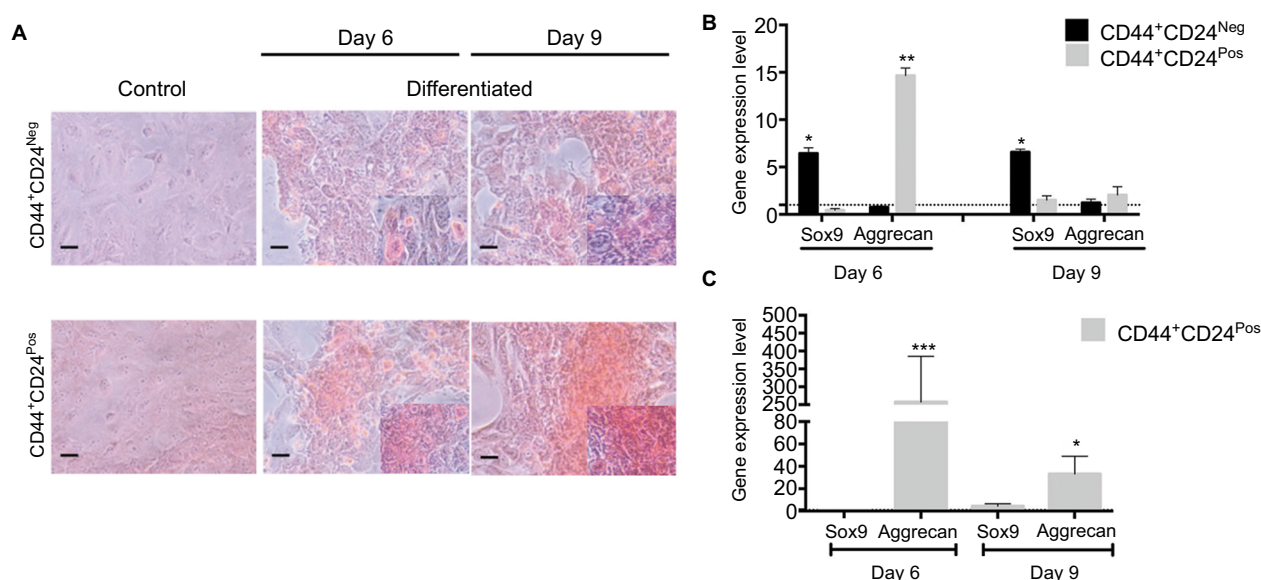 A
Day 6
Day 9
Control
Differentiated
CD44+CD24Neg
CD44+CD24Pos
B
Gene expression level
20
15
10
5
0
*
**
*
CD44+CD24Neg
CD44+CD24Pos
Sox9 Aggrecan
Sox9 Aggrecan
Day 6
Day 9
C
Gene expression level
500
450
400
350
300
250
80
60
40
20
0
***
*
CD44+CD24Pos
Sox9 Aggrecan Sox9 Aggrecan
Day 6
Day 9